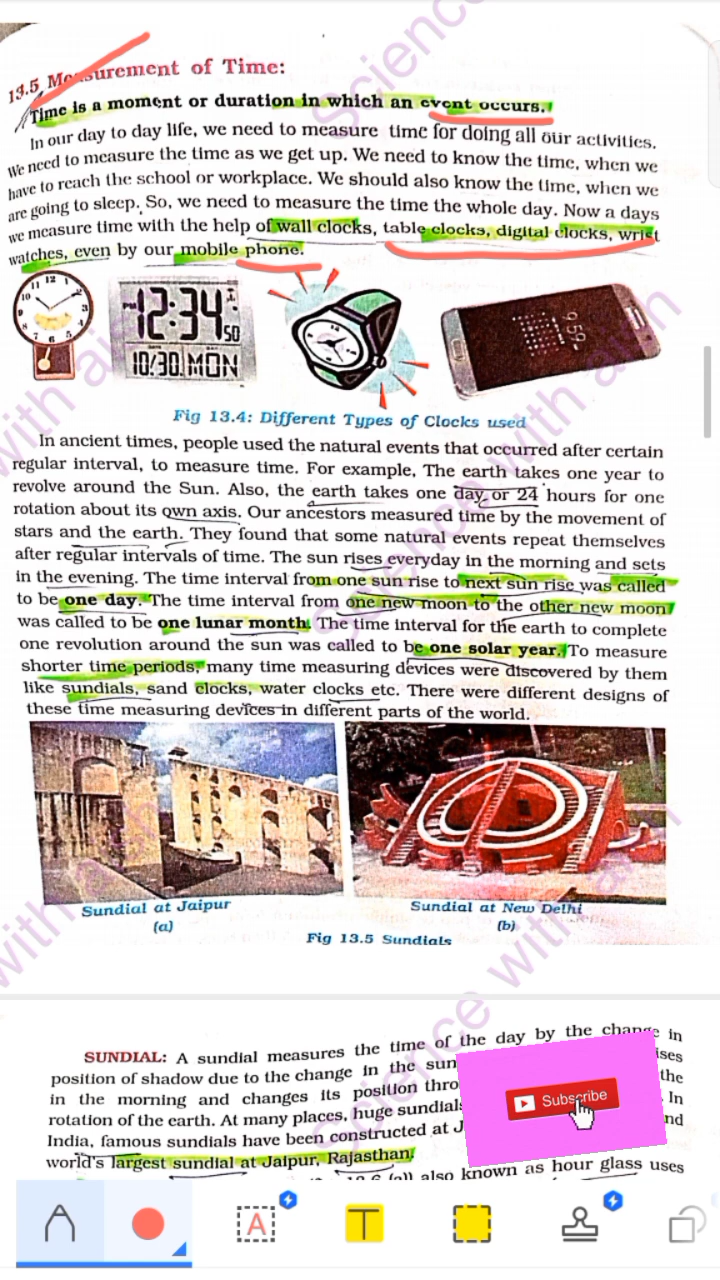 13.5 Measurement of Time:
Time is a moment or duration in which an event occurs.
In our day to day life, we need to measure time for doing all our activities.
We need to measure the time as we get up. We need to know the time, when we
have to reach the school or workplace. We should also know the time, when we
are going to sleep. So, we need to measure the time the whole day. Now a days
we measure time with the help of wall clocks, table clocks, digital clocks, wrist
watches, even by our mobile phone.
PM 12:34 50
10/30 MON
9:59
Fig 13.4: Different Types of Clocks used
In ancient times, people used the natural events that occurred after certain
regular interval, to measure time. For example, The earth takes one year to
revolve around the Sun. Also, the earth takes one day or 24 hours for one
rotation about its own axis. Our ancestors measured time by the movement of
stars and the earth. They found that some natural events repeat themselves
after regular intervals of time. The sun rises everyday in the morning and sets
in the evening. The time interval from one sun rise to next sun rise was called
to be one day. The time interval from one new moon to the other new moon
was called to be one lunar month. The time interval for the earth to complete
one revolution around the sun was called to be one solar year. To measure
shorter time periods, many time measuring devices were discovered by them
like sundials, sand clocks, water clocks etc. There were different designs of
these time measuring devices in different parts of the world.
Sundial at Jaipur
(a)
Sundial at New Delhi
(b)
Fig 13.5 Sundials
SUNDIAL: A sundial measures the time of the day by the change in
position of shadow due to the change in the sun
in the morning and changes its position the
rotation of the earth. At many places, huge In
India, famous sundials have been constructed at
world's largest sundial at Jaipur, Rajasthan.
also known as hour glass uses
Subscribe
Science with
A
T